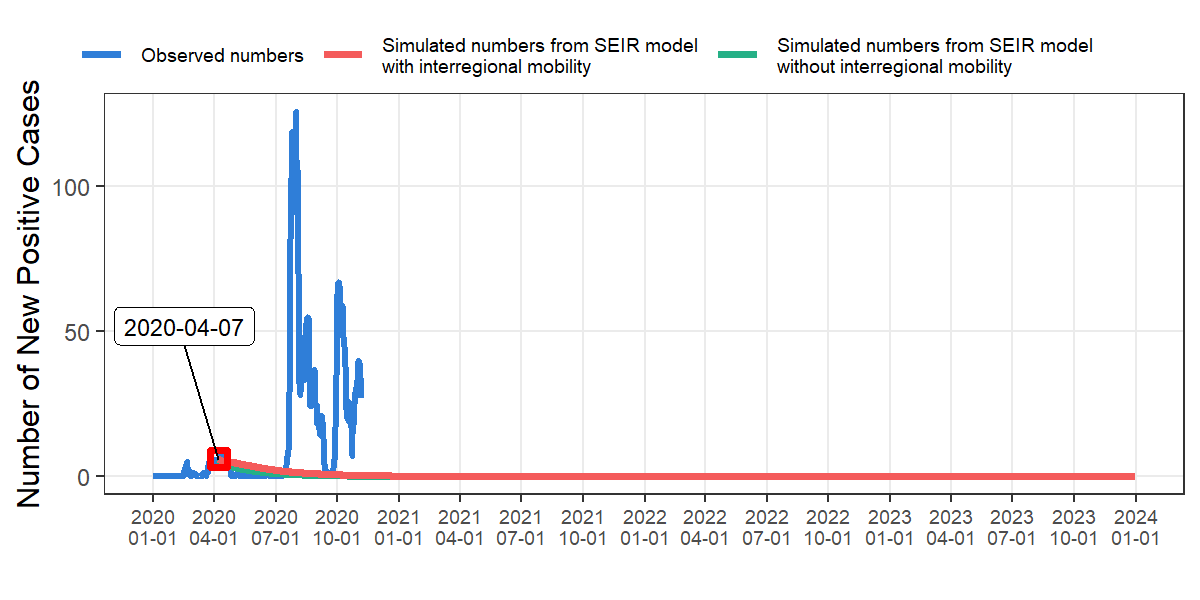 Observed numbers
Simulated numbers from SEIR model
with interregional mobility
Simulated numbers from SEIR model
without interregional mobility
Number of New Positive Cases
100
50
0
2020-04-07
2020 2020 2020 2020 2021 2021 2021 2021 2022 2022 2022 2022 2023 2023 2023 2023 2024
01-01 04-01 07-01 10-01 01-01 04-01 07-01 10-01 01-01 04-01 07-01 10-01 01-01 04-01 07-01 10-01 01-01